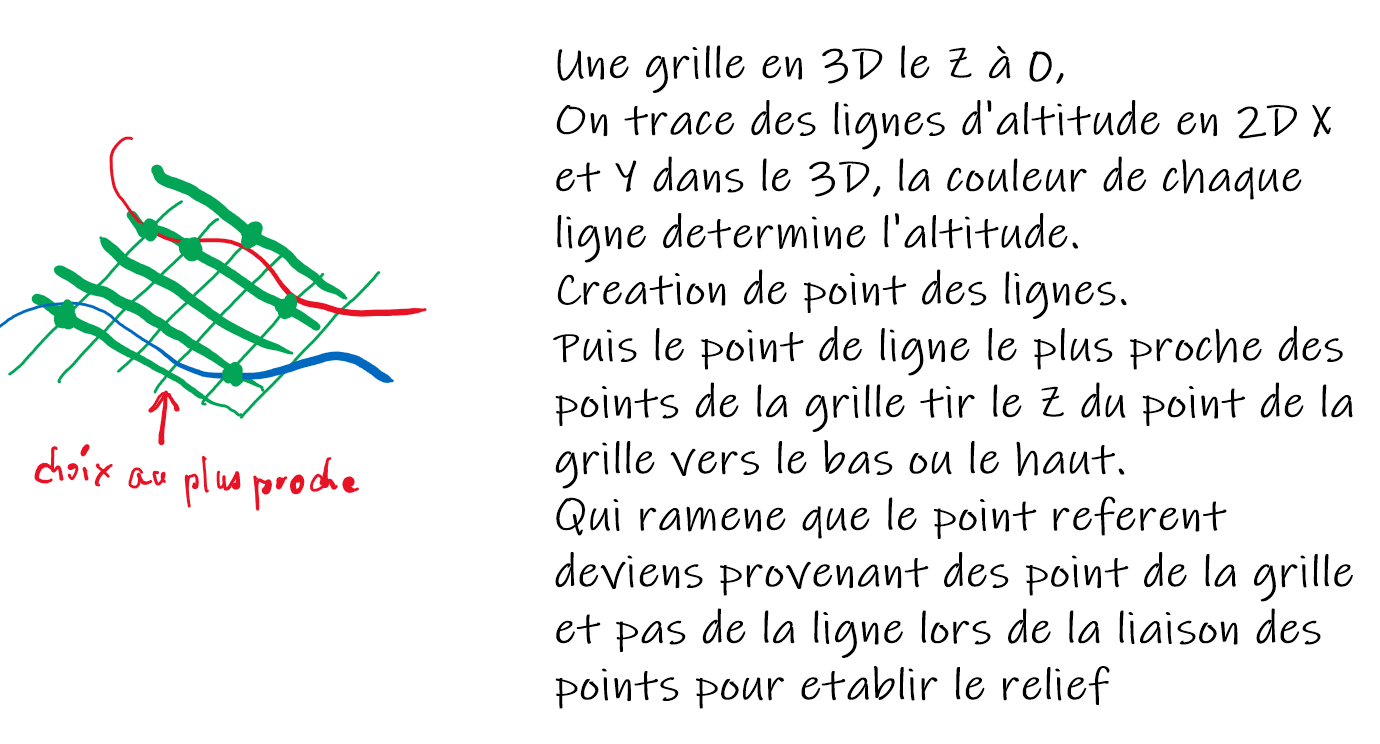 Une grille en 3D le Z à 0,
On trace des lignes d'altitude en 2D X
et Y dans le 3D, la couleur de chaque
ligne determine l'altitude.
Creation de point des lignes.
Puis le point de ligne le plus proche des
points de la grille tir le Z du point de la
grille vers le bas ou le haut.
Qui ramene que le point referent
deviens provenant des point de la grille
et pas de la ligne lors de la liaison des
points pour etablir le relief
choix au plus proche